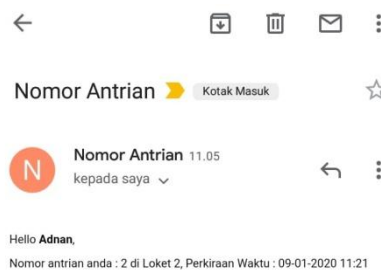 Nomor Antrian Kotak Masuk
N
Nomor Antrian 11.05
kepada saya
Hello Adnan,
Nomor antrian anda : 2 di Loket 2, Perkiraan Waktu : 09-01-2020 11:21